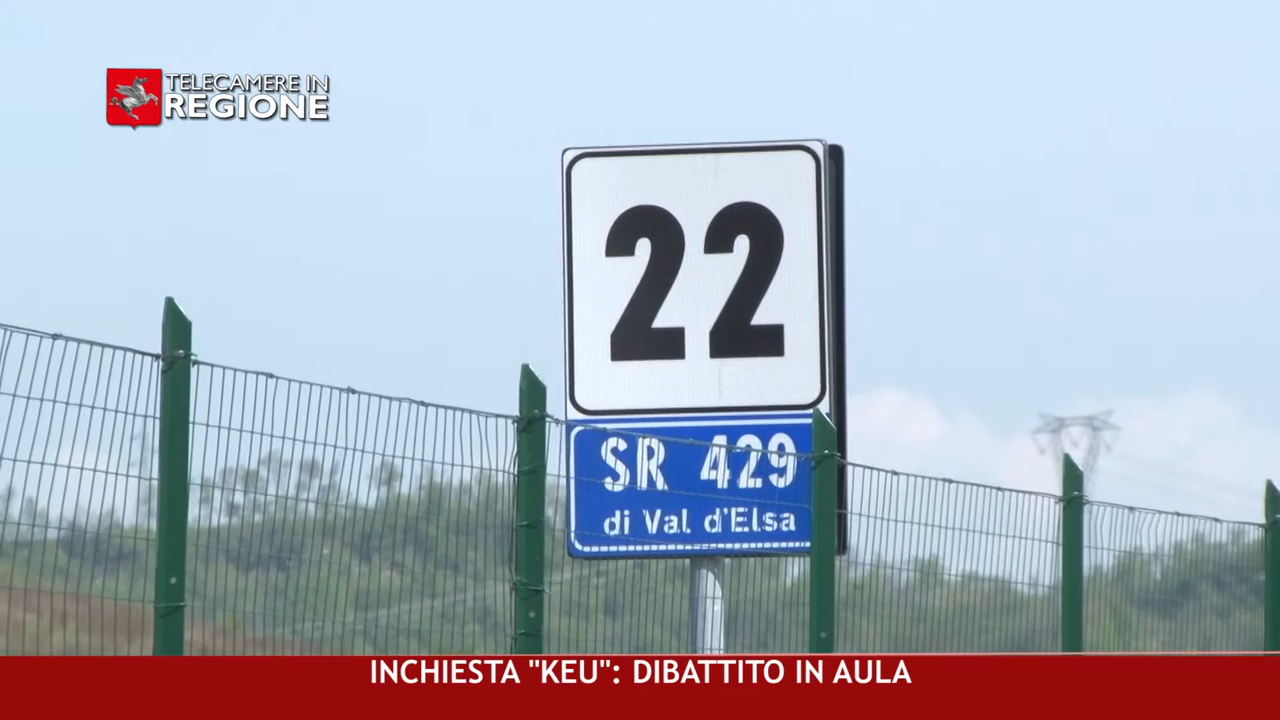 TELECAMERE IN
REGIONE
22
SR 429
di Val d'Elsa
INCHIESTA "KEU": DIBATTITO IN AULA